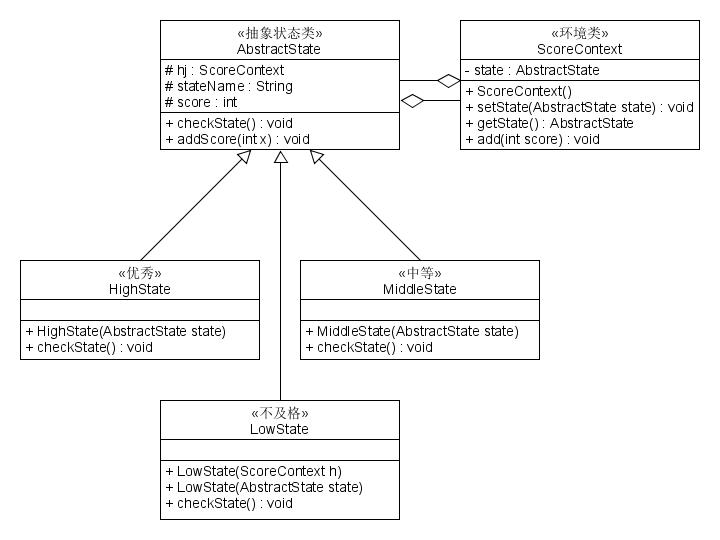 «抽象状态类»
AbstractState
# hj : ScoreContext
# stateName : String
# score : int
+ checkState() : void
+ addScore(int x) : void
«环境类»
ScoreContext
- state : AbstractState
+ ScoreContext()
+ setState(AbstractState state) : void
+ getState() : AbstractState
+ add(int score) : void
«优秀»
HighState
+ HighState(AbstractState state)
+ checkState() : void
«中等»
MiddleState
+ MiddleState(AbstractState state)
+ checkState() : void
«不及格»
LowState
+ LowState(ScoreContext h)
+ LowState(AbstractState state)
+ checkState() : void